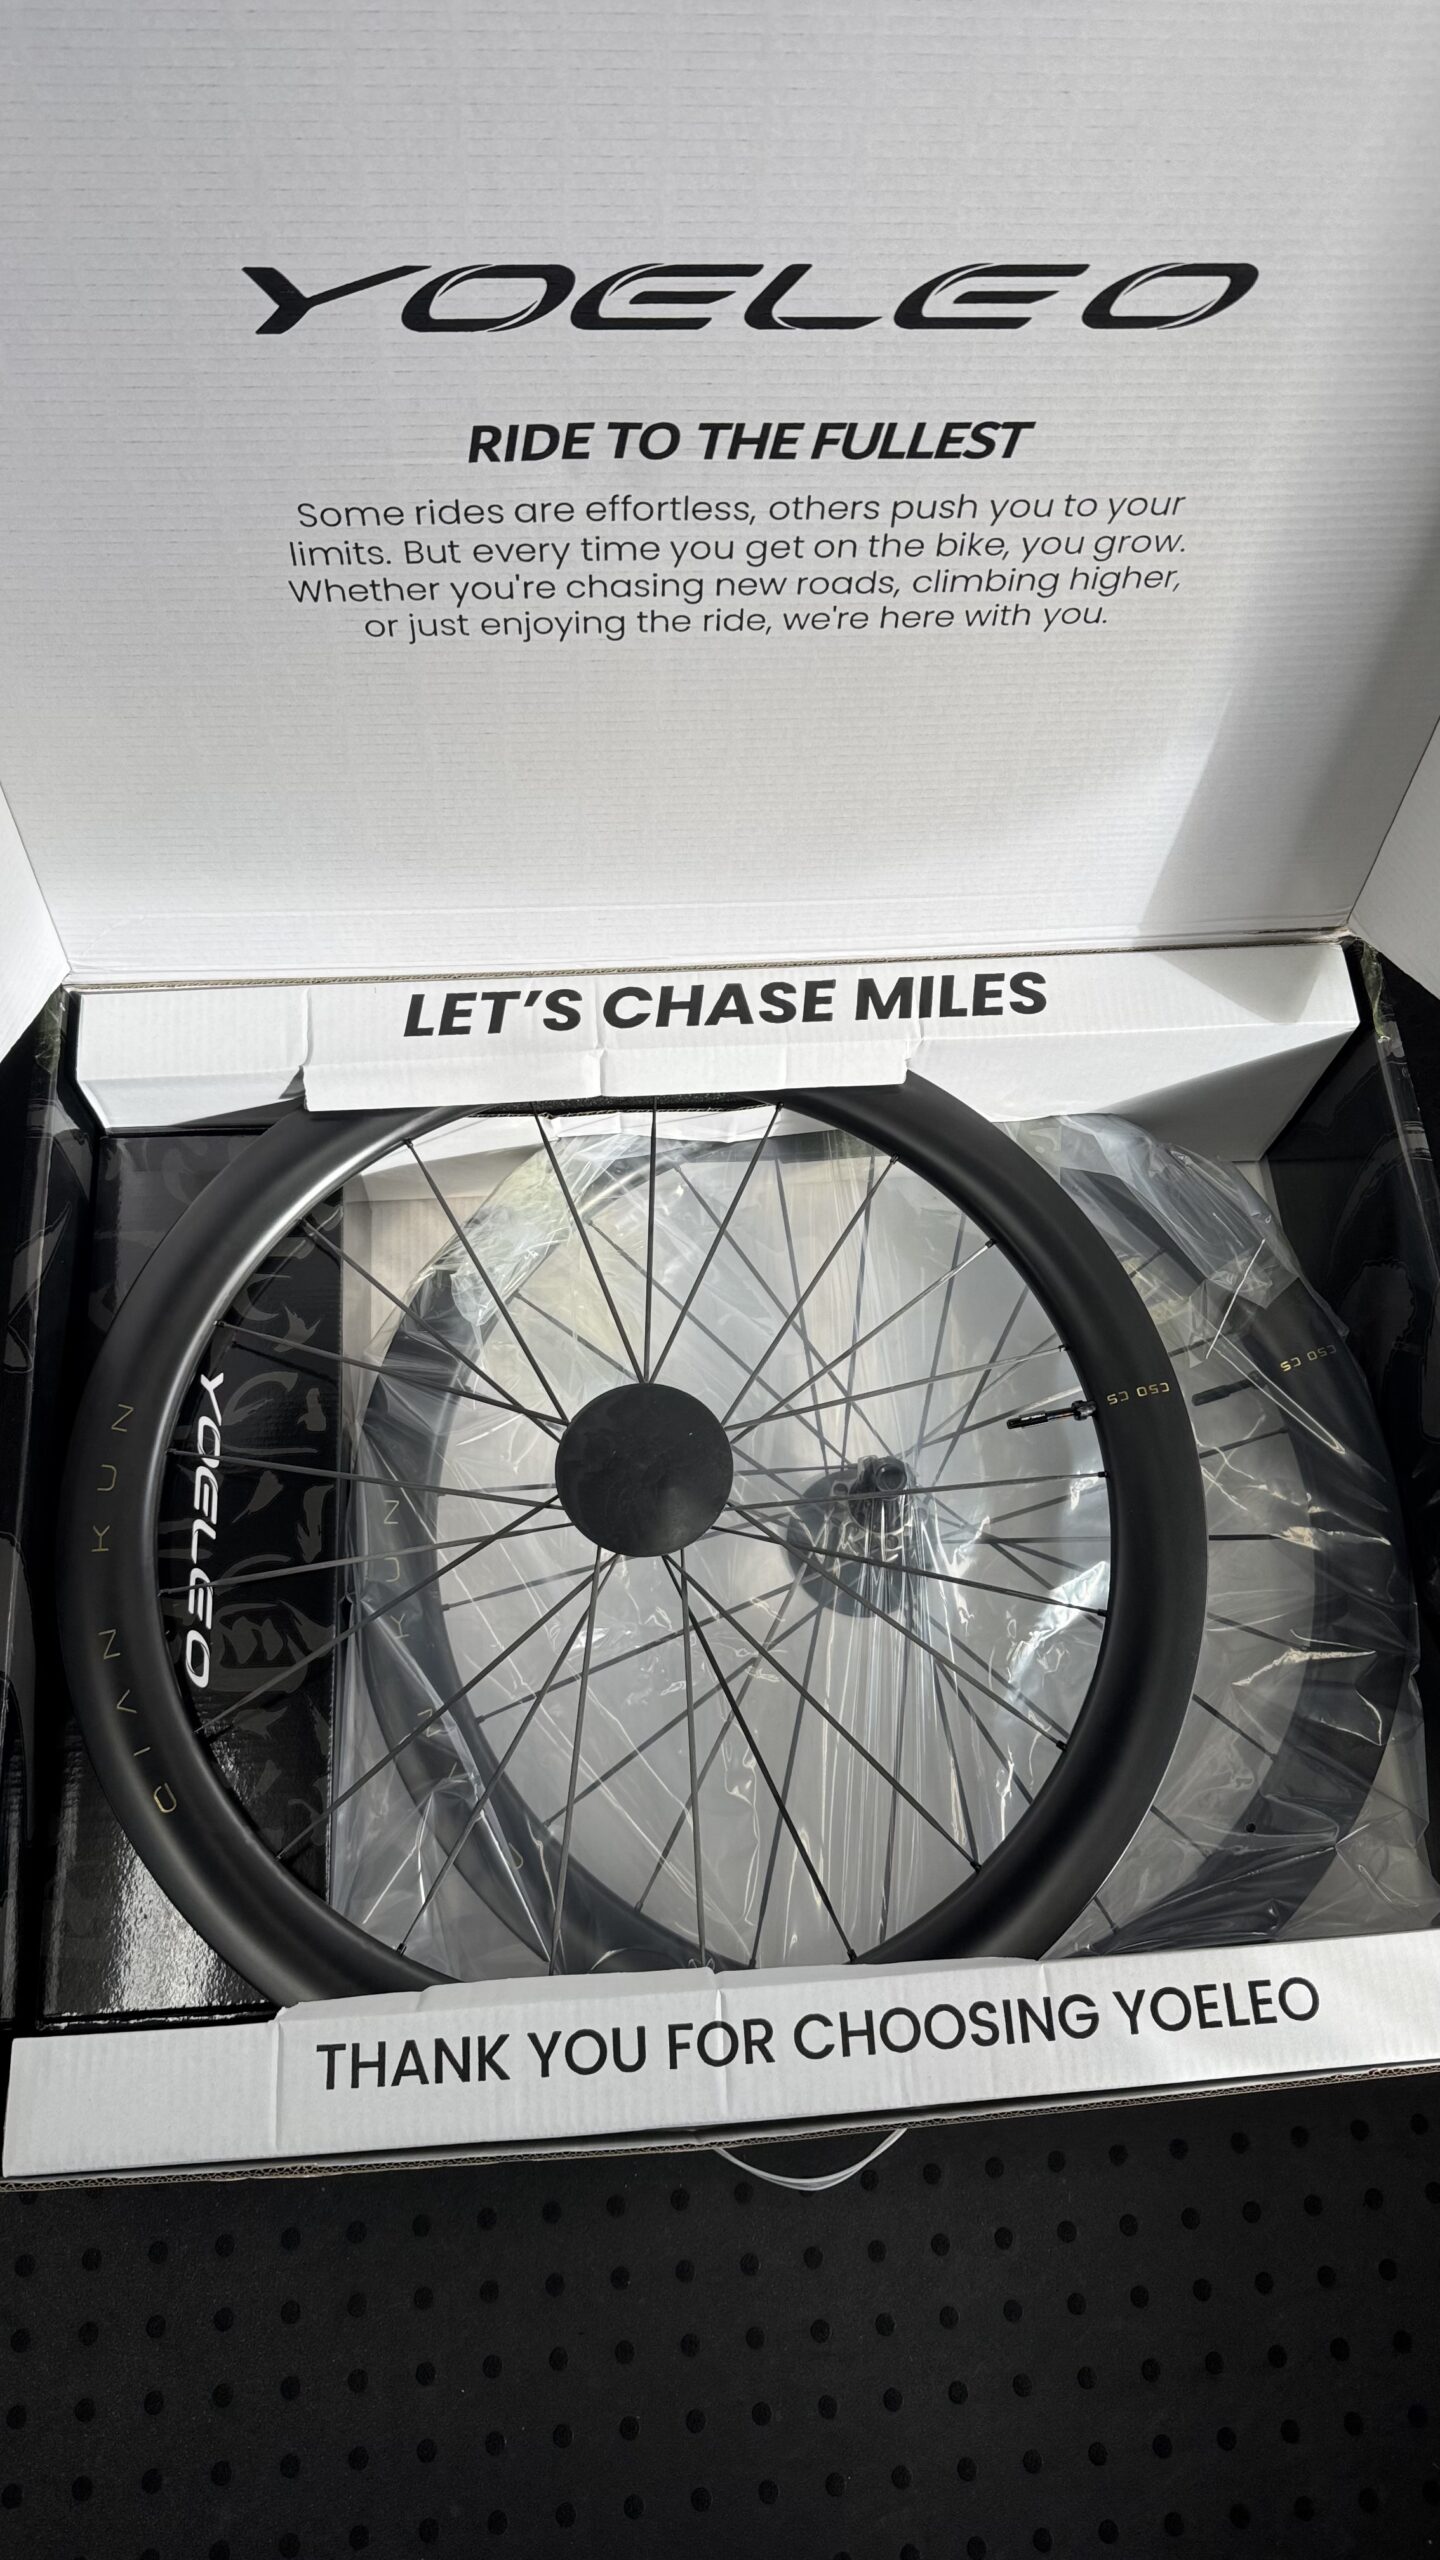 YOELEO
RIDE TO THE FULLEST
Some rides are effortless, others push you to your
limits. But every time you get on the bike, you grow.
Whether you're chasing new roads, climbing higher,
or just enjoying the ride, we're here with you.
LET'S CHASE MILES
C50 CS
C50 CS
QIANKUN
YOELEO
THANK YOU FOR CHOOSING YOELEO